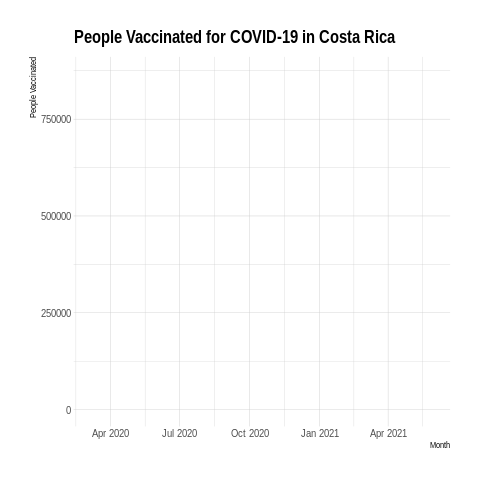 People Vaccinated for COVID-19 in Costa Rica
People Vaccinated
750000
500000
250000
0
Apr 2020 Jul 2020 Oct 2020 Jan 2021 Apr 2021
Month